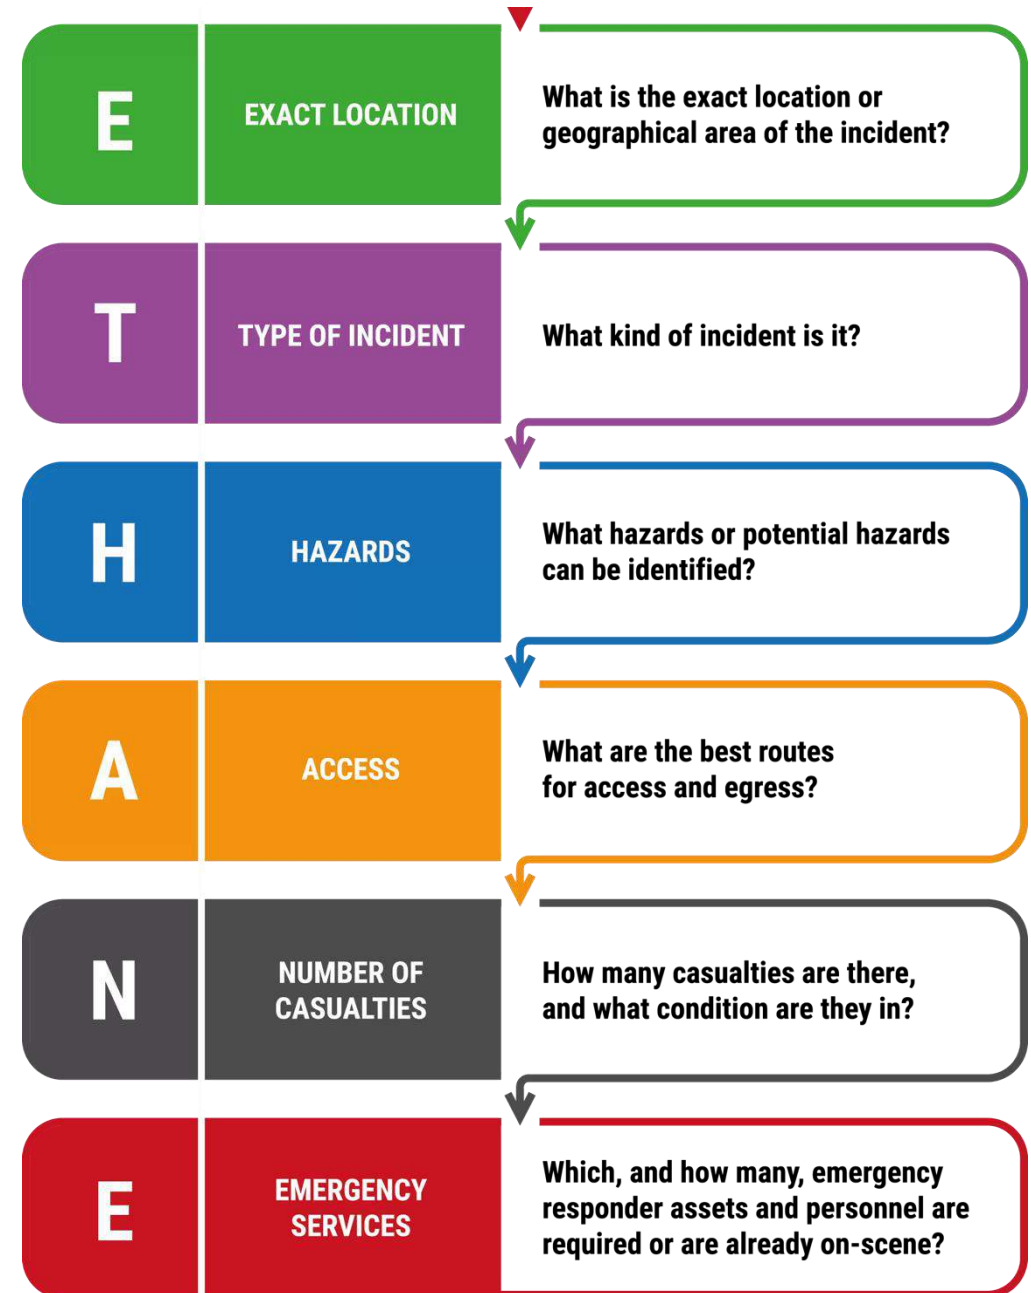 E
EXACT LOCATION
What is the exact location or
geographical area of the incident?
T
TYPE OF INCIDENT
What kind of incident is it?
H
HAZARDS
What hazards or potential hazards
can be identified?
A
ACCESS
What are the best routes
for access and egress?
N
NUMBER OF
CASUALTIES
How many casualties are there,
and what condition are they in?
E
EMERGENCY
SERVICES
Which, and how many, emergency
responder assets and personnel are
required or are already on-scene?